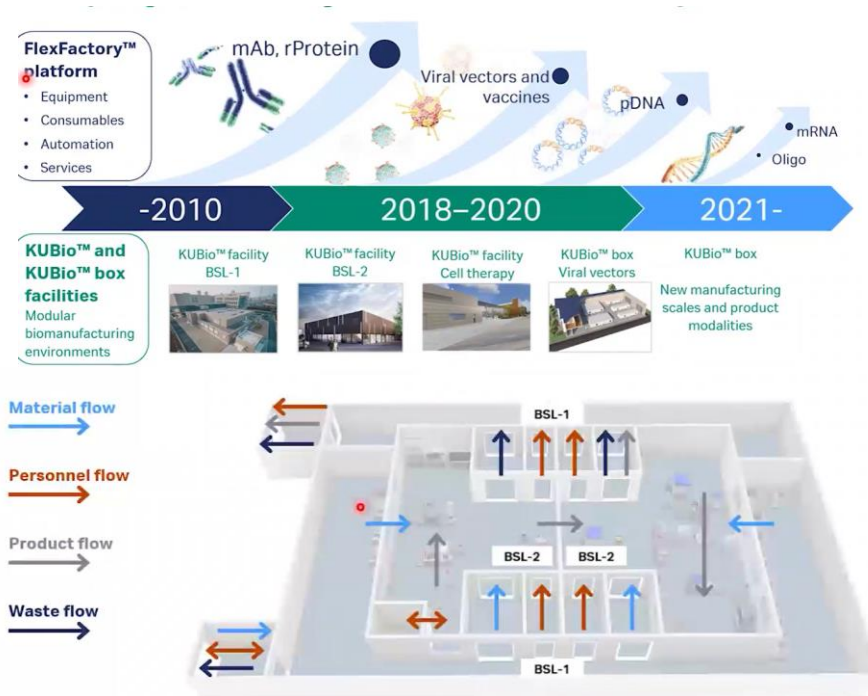 FlexFactory™
platform
• Equipment
• Consumables
• Automation
• Services
mAb, rProtein
Viral vectors and
vaccines
pDNA
mRNA
Oligo
-2010
2018–2020
2021-
KUBio™ and
KUBio™ box
facilities
Modular
biomanufacturing
environments
KUBio™ facility
BSL-1
KUBio™ facility
BSL-2
KUBio™ facility
Cell therapy
KUBio™ box
Viral vectors
KUBio™ box
New manufacturing
scales and product
modalities
Material flow
Personnel flow
Product flow
Waste flow
BSL-1
BSL-2
BSL-2
BSL-1